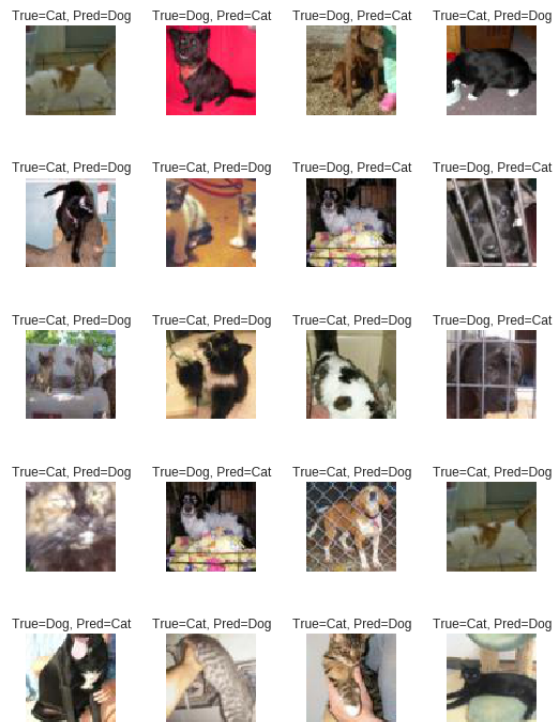 True=Cat, Pred=Dog True=Dog, Pred=Cat True=Dog, Pred=Cat True=Cat, Pred=Dog
True=Cat, Pred=Dog True=Cat, Pred=Dog True=Dog, Pred=Cat True=Dog, Pred=Cat
True=Cat, Pred=Dog True=Cat, Pred=Dog True=Cat, Pred=Dog True=Dog, Pred=Cat
True=Cat, Pred=Dog True=Dog, Pred=Cat True=Cat, Pred=Dog True=Cat, Pred=Dog
True=Dog, Pred=Cat True=Cat, Pred=Dog True=Cat, Pred=Dog True=Cat, Pred=Dog